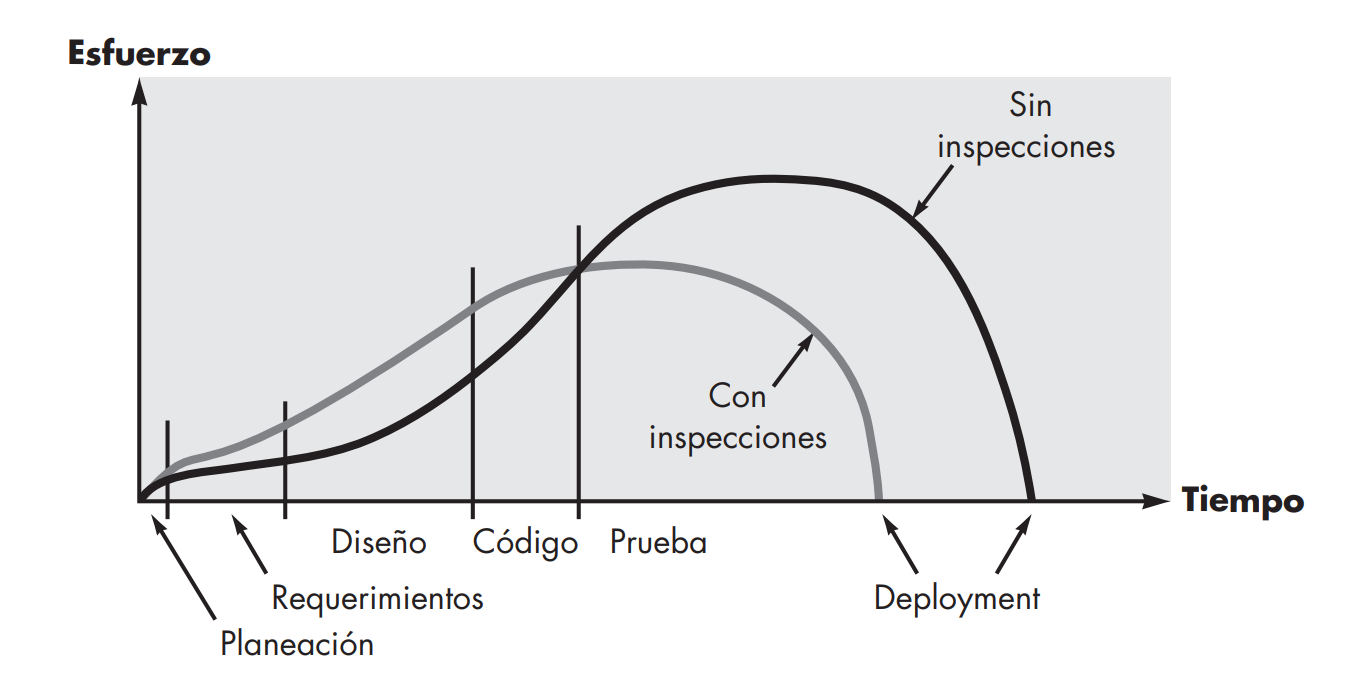 Esfuerzo
Sin
inspecciones
Con
inspecciones
Tiempo
Diseño
Código
Prueba
Requerimientos
Deployment
Planeación